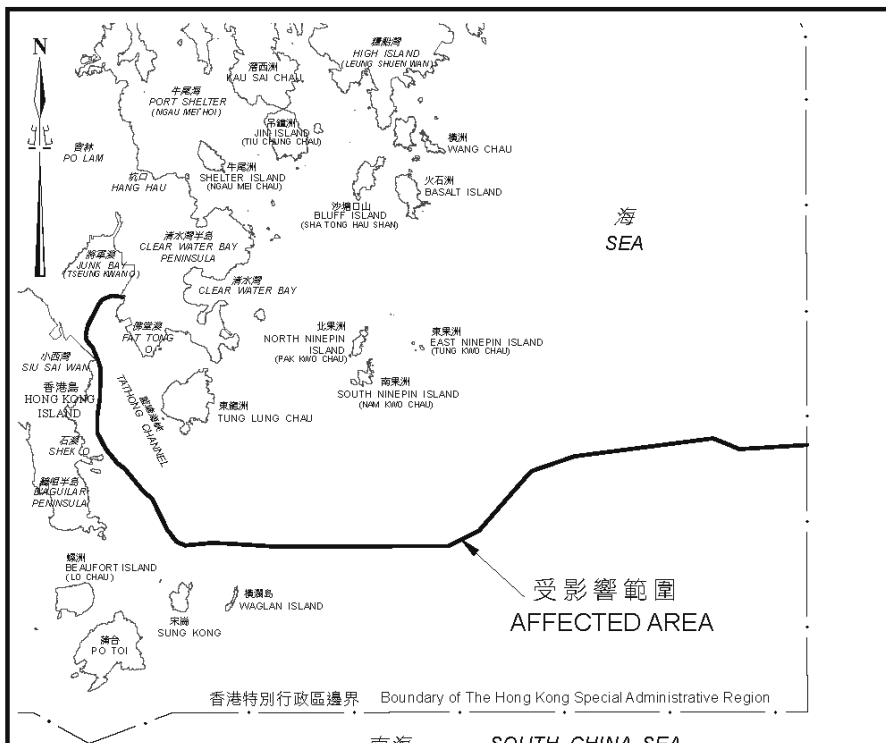 N
糧船灣
HIGH ISLAND
(LEUNG SHUEN WAN)
滘西洲
KAU SAI CHAU
牛尾海
PORT SHELTER
(NGAU MEI HOI)
吊鐘洲
JIN ISLAND
(TIU CHUNG CHAU)
橫洲
WANG CHAU
寶林
PO LAM
坑口
HANG HAU
牛尾洲
SHELTER ISLAND
(NGAU MEI CHAU)
火石洲
BASALT ISLAND
沙塘口山
BLUFF ISLAND
(SHA TONG HAU SHAN)
海
SEA
清水灣半島
CLEAR WATER BAY
PENINSULA
將軍澳
JUNK BAY
(TSEUNG KWAN O)
清水灣
CLEAR WATER BAY
佛堂澳
FAT TONG
O
北果洲
NORTH NINEPIN
ISLAND
(PAK KWO CHAU)
東果洲
EAST NINEPIN ISLAND
(TUNG KWO CHAU)
小西灣
SIU SAI WAN
南果洲
SOUTH NINEPIN ISLAND
(NAM KWO CHAU)
香港島
HONG KONG
ISLAND
藍塘海峽
TATHONG CHANNEL
東龍洲
TUNG LUNG CHAU
石澳
SHEK O
鶴咀半島
D'AGUILAR
PENINSULA
螺洲
BEAUFORT ISLAND
(LO CHAU)
橫瀾島
WAGLAN ISLAND
宋崗
SUNG KONG
蒲台
PO TOI
受影響範圍
AFFECTED AREA
香港特別行政區邊界 Boundary of The Hong Kong Special Administrative Region
南海 SOUTH CHINA SEA